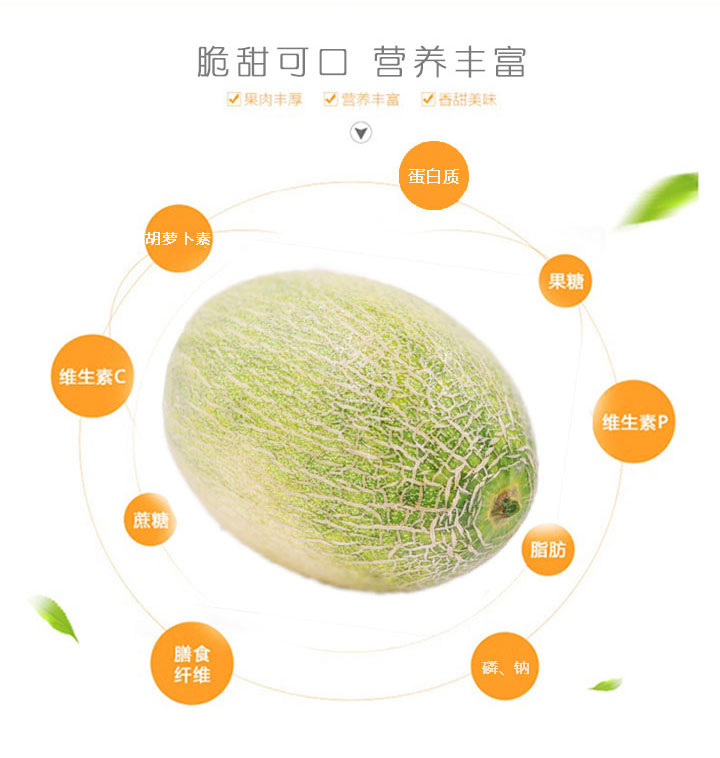 脆甜可口 营养丰富
果肉丰厚 营养丰富 香甜美味
蛋白质
胡萝卜素
果糖
维生素C
维生素P
蔗糖
脂肪
膳食
纤维
磷、钠